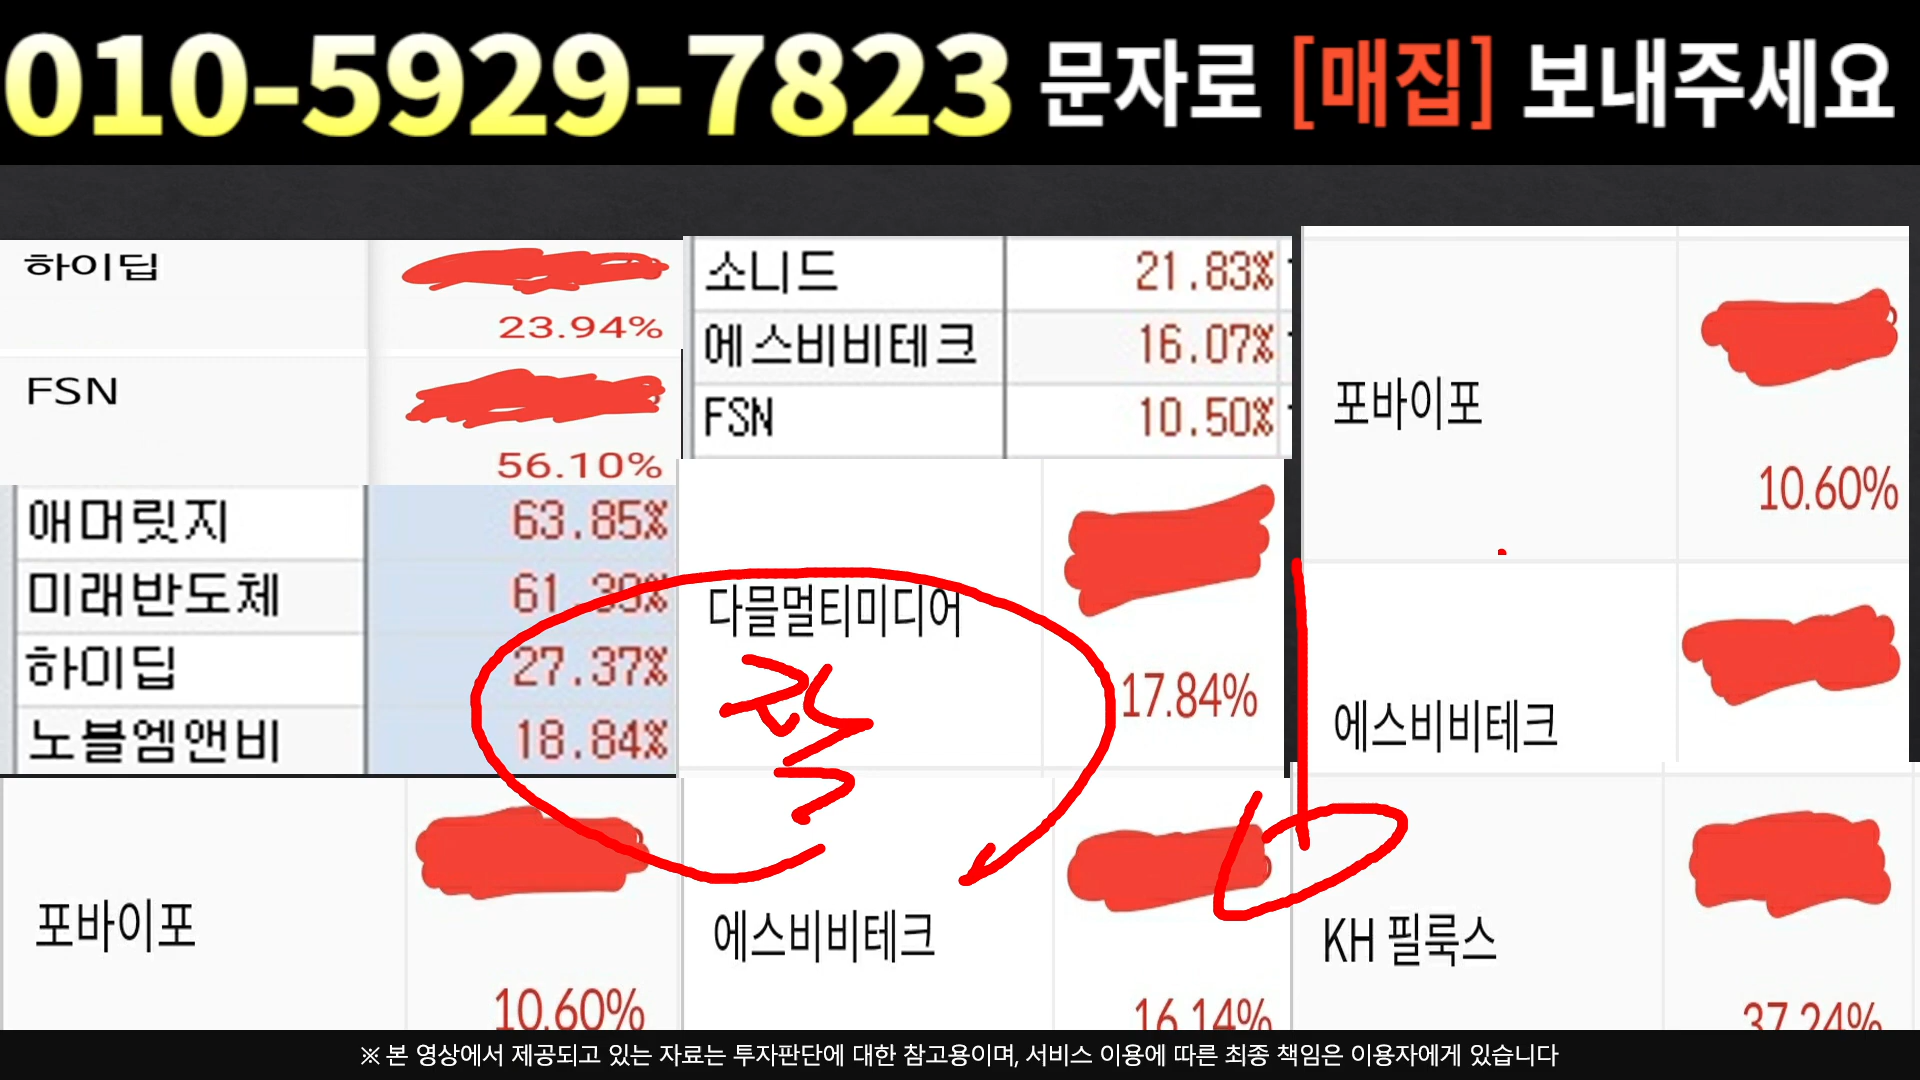 010-5929-7823 문자로 [매집] 보내주세요
하이딥
23.94%
FSN
56.10%
애머릿지 63.85%
미래반도체 61.39%
하이딥 27.37%
노블엠앤비 18.84%
소니드 21.83%
에스비비테크 16.07%
FSN 10.50%
다믈멀티미디어
17.84%
포바이포
10.60%
에스비비테크
포바이포
10.60%
에스비비테크
16.14%
KH 필룩스
37.24%
※ 본 영상에서 제공되고 있는 자료는 투자판단에 대한 참고용이며, 서비스 이용에 따른 최종 책임은 이용자에게 있습니다